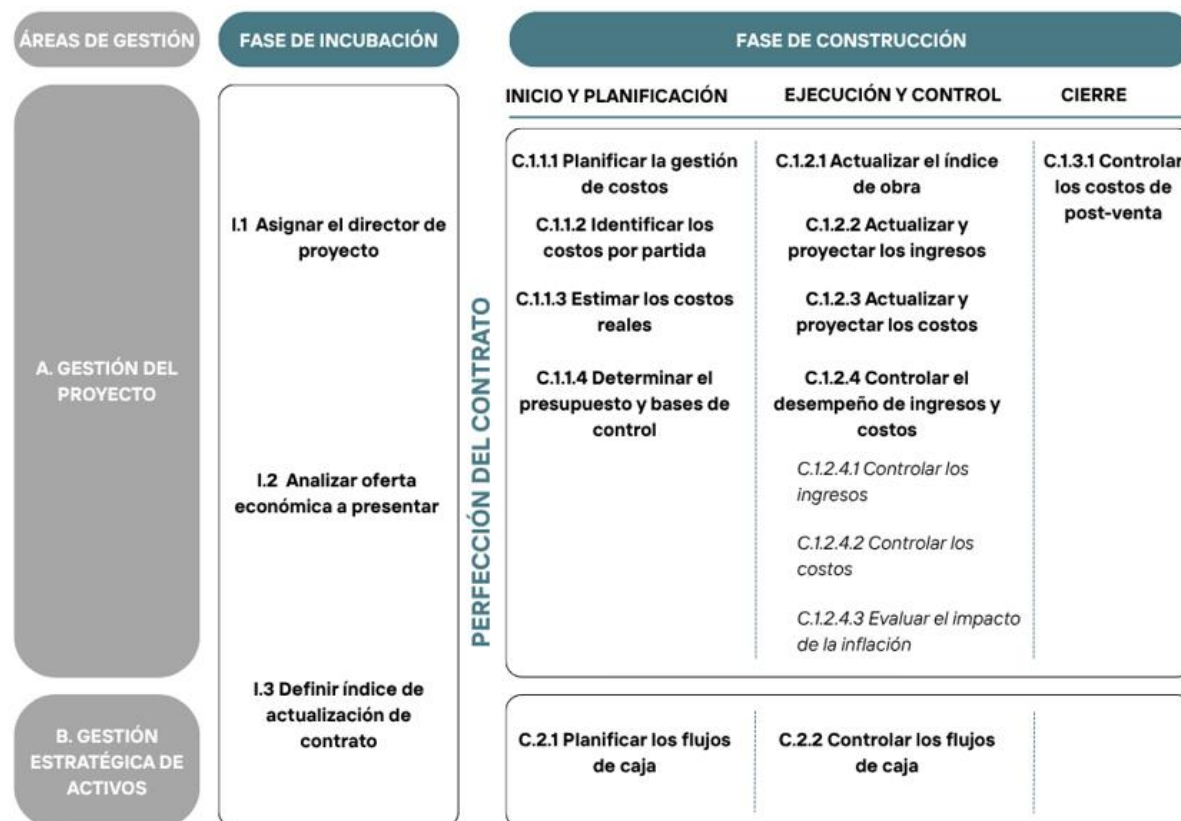 ÁREAS DE GESTIÓN
FASE DE INCUBACIÓN
FASE DE CONSTRUCCIÓN
INICIO Y PLANIFICACIÓN
EJECUCIÓN Y CONTROL
CIERRE
A. GESTIÓN DEL
PROYECTO
I.1 Asignar el director de
proyecto
I.2 Analizar oferta
económica a presentar
I.3 Definir índice de
actualización de
contrato
PERFECCIÓN DEL CONTRATO
C.1.1.1 Planificar la gestión
de costos
C.1.1.2 Identificar los
costos por partida
C.1.1.3 Estimar los costos
reales
C.1.1.4 Determinar el
presupuesto y bases de
control
C.1.2.1 Actualizar el índice
de obra
C.1.2.2 Actualizar y
proyectar los ingresos
C.1.2.3 Actualizar y
proyectar los costos
C.1.2.4 Controlar el
desempeño de ingresos y
costos
C.1.2.4.1 Controlar los
ingresos
C.1.2.4.2 Controlar los
costos
C.1.2.4.3 Evaluar el impacto
de la inflación
C.1.3.1 Controlar
los costos de
post-venta
B. GESTIÓN
ESTRATÉGICA DE
ACTIVOS
C.2.1 Planificar los flujos
de caja
C.2.2 Controlar los flujos
de caja